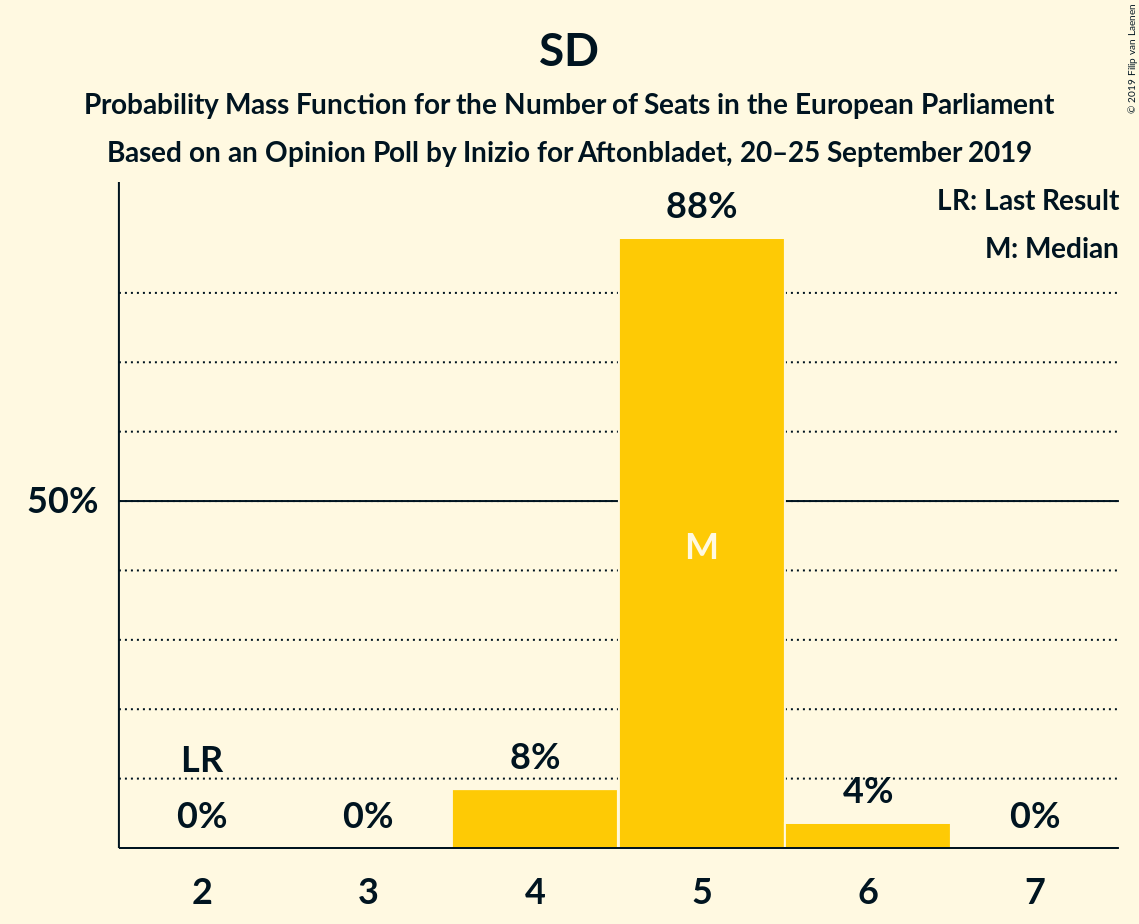 SD
Probability Mass Function for the Number of Seats in the European Parliament
Based on an Opinion Poll by Inizio for Aftonbladet, 20–25 September 2019
© 2019 Filip van Laenen
LR: Last Result
M: Median
88%
50%
M
LR
8%
4%
0%
0%
0%
2 3 4 5 6 7